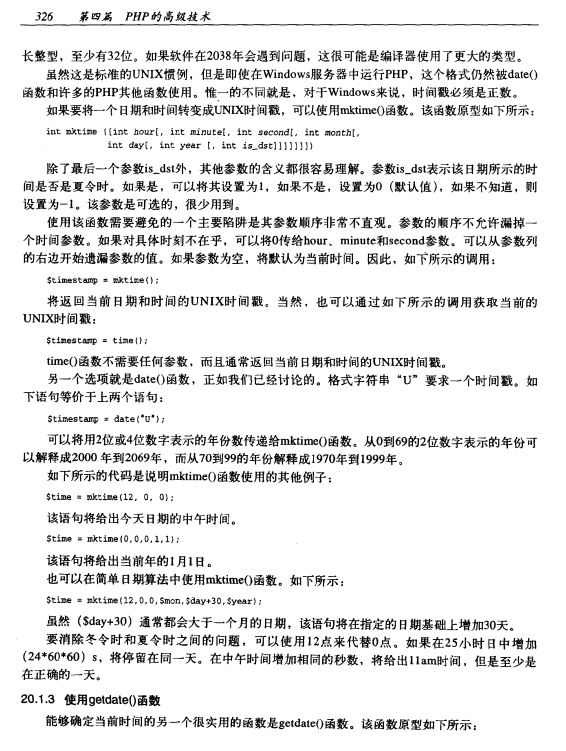 326 第四篇 PHP的高级技术
长整型，至少有32位。如果软件在2038年会遇到问题，这很可能是编译器使用了更大的类型。
虽然这是标准的UNIX惯例，但是即使在Windows服务器中运行PHP，这个格式仍然被date()
函数和许多的PHP其他函数使用。惟一的不同就是，对于Windows来说，时间戳必须是正数。
如果要将一个日期和时间转变成UNIX时间戳，可以使用mktime()函数。该函数原型如下所示：
int mktime ([int hour[, int minute[, int second[, int month[,
int day[, int year [, int is_dst]]]]]]])
除了最后一个参数is_dst外，其他参数的含义都很容易理解。参数is_dst表示该日期所示的时
间是否是夏令时。如果是，可以将其设置为1，如果不是，设置为0（默认值），如果不知道，则
设置为-1。该参数是可选的，很少用到。
使用该函数需要避免的一个主要陷阱是其参数顺序非常不直观。参数的顺序不允许漏掉一
个时间参数。如果对具体时刻不在乎，可以将0传给hour、minute和second参数。可以从参数列
的右边开始遗漏参数的值。如果参数为空，将默认为当前时间。因此，如下所示的调用：
$timestamp = mktime();
将返回当前日期和时间的UNIX时间戳。当然，也可以通过如下所示的调用获取当前的
UNIX时间戳：
$timestamp = time();
time()函数不需要任何参数，而且通常返回当前日期和时间的UNIX时间戳。
另一个选项就是date()函数，正如我们已经讨论的。格式字符串“U”要求一个时间戳。如
下语句等价于上两个语句：
$timestamp = date("U");
可以将用2位或4位数字表示的年份数传递给mktime()函数。从0到69的2位数字表示的年份可
以解释成2000 年到2069年，而从70到99的年份解释成1970年到1999年。
如下所示的代码是说明mktime()函数使用的其他例子：
$time = mktime(12, 0, 0);
该语句将给出今天日期的中午时间。
$time = mktime(0,0,0,1,1);
该语句将给出当前年的1月1日。
也可以在简单日期算法中使用mktime()函数。如下所示：
$time = mktime(12,0,0,$mon,$day+30,$year);
虽然（$day+30）通常都会大于一个月的日期，该语句将在指定的日期基础上增加30天。
要消除冬令时和夏令时之间的问题，可以使用12点来代替0点。如果在25小时日中增加
(24*60*60）s，将停留在同一天。在中午时间增加相同的秒数，将给出11am时间，但是至少是
在正确的一天。
20.1.3 使用getdate()函数
能够确定当前时间的另一个很实用的函数是getdate()函数。该函数原型如下所示：